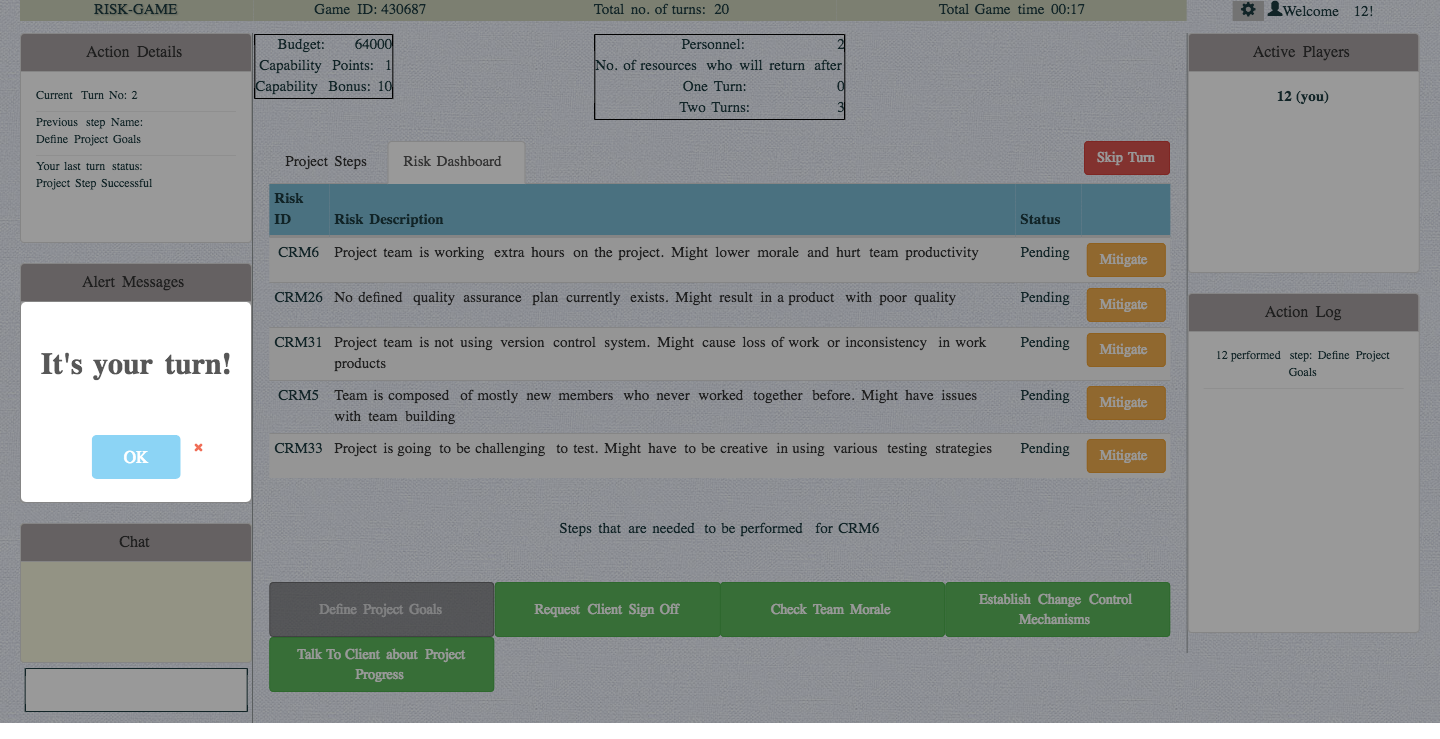 RISK-GAME
Game ID: 430687
Total no. of turns: 20
Total Game time 00:17
Welcome 12!
Action Details
Current Turn No: 2
Previous step Name:
Define Project Goals
Your last turn status:
Project Step Successful
Alert Messages
It's your turn!
OK
Chat
Budget: 64000
Capability Points: 1
Capability Bonus: 10
Personnel: 2
No. of resources who will return after
One Turn: 0
Two Turns: 3
Project Steps
Risk Dashboard
Skip Turn
Risk
ID
Risk Description
Status
CRM6 Project team is working extra hours on the project. Might lower morale and hurt team productivity Pending Mitigate
CRM26 No defined quality assurance plan currently exists. Might result in a product with poor quality Pending Mitigate
CRM31 Project team is not using version control system. Might cause loss of work or inconsistency in work Pending Mitigate
products
CRM5 Team is composed of mostly new members who never worked together before. Might have issues Pending Mitigate
with team building
CRM33 Project is going to be challenging to test. Might have to be creative in using various testing strategies Pending Mitigate
Steps that are needed to be performed for CRM6
Define Project Goals
Request Client Sign Off
Check Team Morale
Establish Change Control
Mechanisms
Talk To Client about Project
Progress
Active Players
12 (you)
Action Log
12 performed step: Define Project
Goals